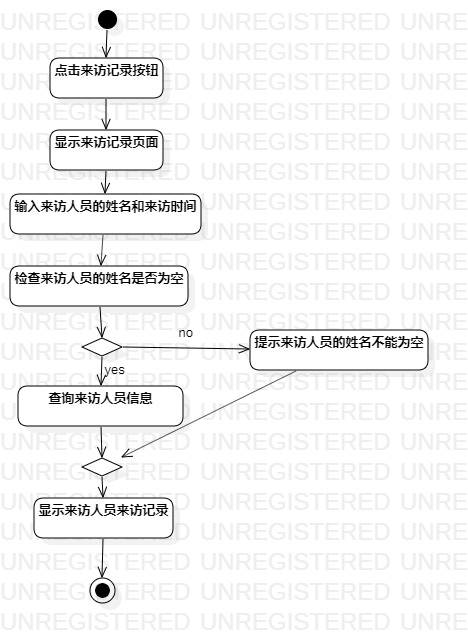 点击来访记录按钮
显示来访记录页面
输入来访人员的姓名和来访时间
检查来访人员的姓名是否为空
no
提示来访人员的姓名不能为空
yes
查询来访人员信息
显示来访人员来访记录
UNREGISTERED UNREGISTERED UNREGISTERED